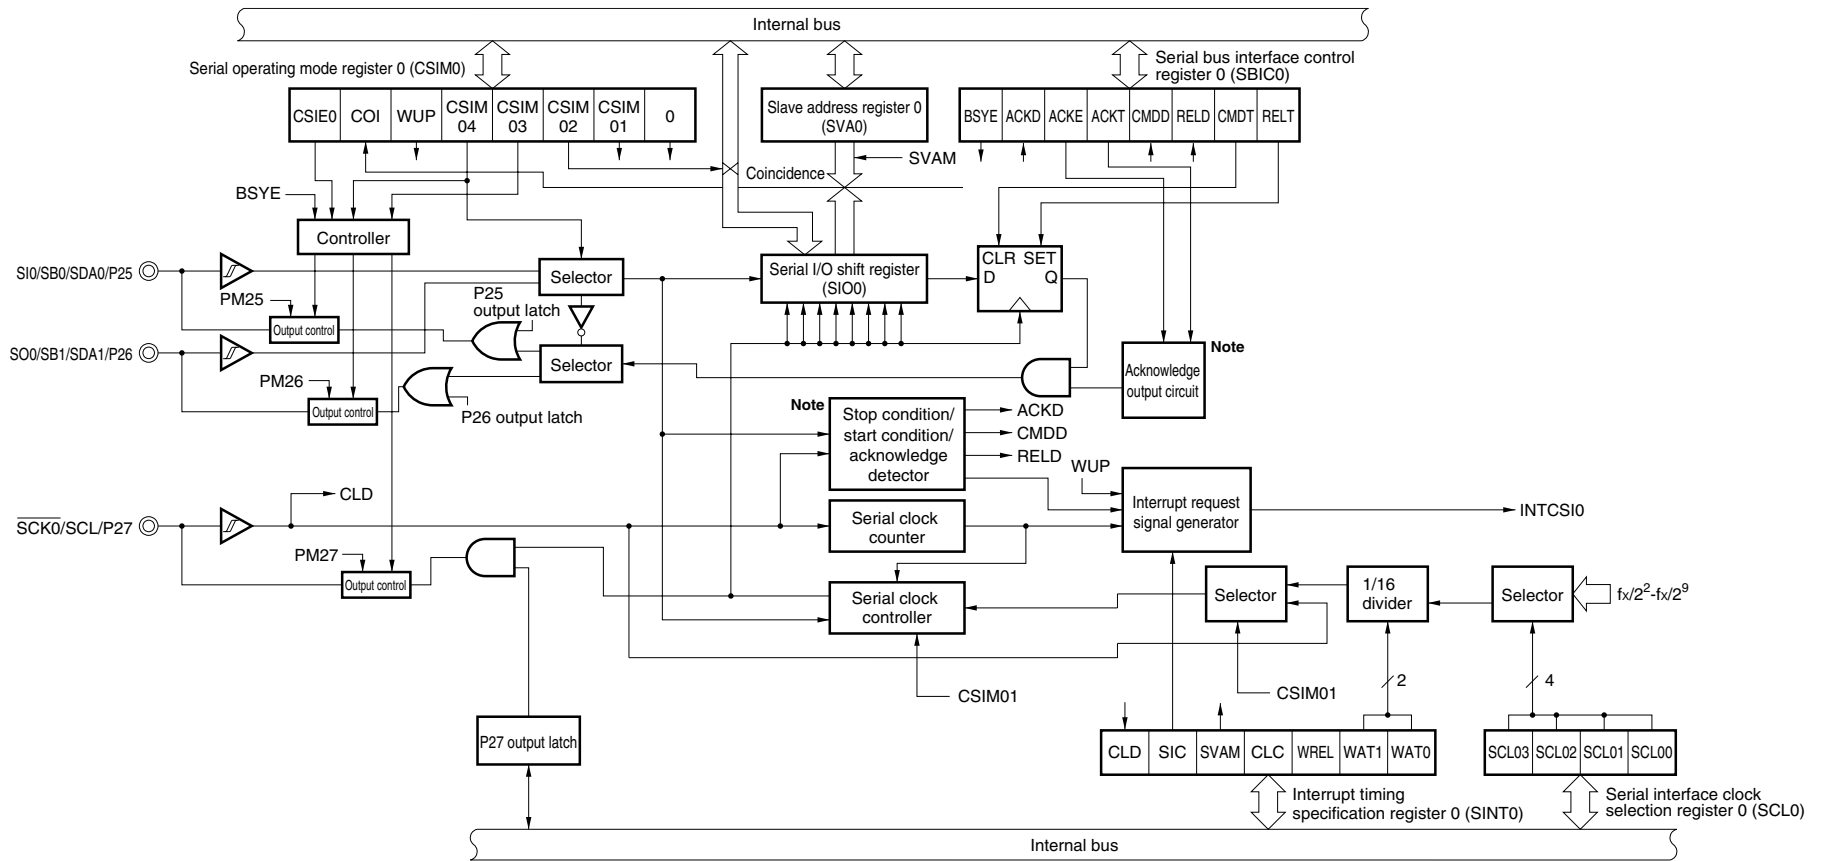 Internal bus
Serial operating mode register 0 (CSIM0)
Serial bus interface control
register 0 (SBIC0)
CSIE0 COI WUP CSIM 04 CSIM 03 CSIM 02 CSIM 01 0
Slave address register 0
(SVA0)
BSYE ACKD ACKE ACKT CMDD RELD CMDT RELT
SVAM
Coincidence
BSYE
Controller
SI0/SB0/SDA0/P25
Selector
Serial I/O shift register
(SIO0)
CLR SET
D Q
PM25
P25
output latch
Output control
SO0/SB1/SDA1/P26
Selector
Note
Acknowledge
output circuit
PM26
Output control
P26 output latch
Note
Stop condition/
start condition/
acknowledge
detector
ACKD
CMDD
RELD
WUP
CLD
Interrupt request
signal generator
INTCSI0
SCK0/SCL/P27
Serial clock
counter
PM27
Output control
Serial clock
controller
Selector
1/16
divider
Selector
fx/2²-fx/2⁹
CSIM01
CSIM01
2
4
P27 output latch
CLD SIC SVAM CLC WREL WAT1 WAT0
SCL03 SCL02 SCL01 SCL00
Interrupt timing
specification register 0 (SINT0)
Serial interface clock
selection register 0 (SCL0)
Internal bus